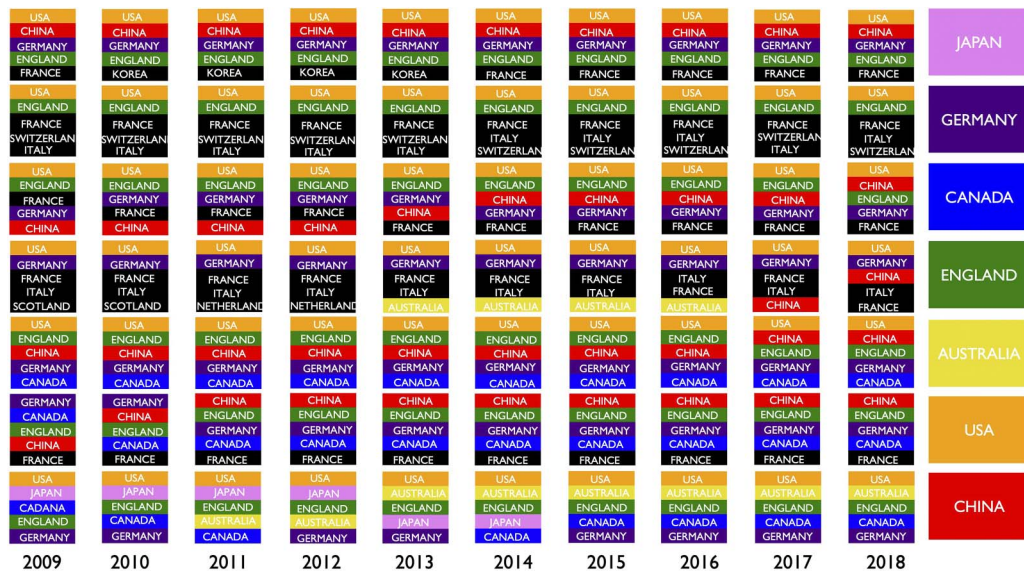 USA USA USA USA USA USA USA USA USA USA
CHINA CHINA CHINA CHINA CHINA CHINA CHINA CHINA CHINA CHINA
GERMANY GERMANY GERMANY GERMANY GERMANY GERMANY GERMANY GERMANY GERMANY GERMANY JAPAN
ENGLAND ENGLAND ENGLAND ENGLAND ENGLAND ENGLAND ENGLAND ENGLAND ENGLAND ENGLAND
FRANCE KOREA KOREA KOREA KOREA FRANCE FRANCE FRANCE FRANCE FRANCE
USA USA USA USA USA USA USA USA USA USA
ENGLAND ENGLAND ENGLAND ENGLAND ENGLAND ENGLAND ENGLAND ENGLAND ENGLAND ENGLAND
FRANCE FRANCE FRANCE FRANCE FRANCE FRANCE FRANCE FRANCE FRANCE FRANCE GERMANY
SWITZERLAN SWITZERLAN SWITZERLAN SWITZERLAN SWITZERLAN ITALY ITALY ITALY SWITZERLAN ITALY
ITALY ITALY ITALY ITALY ITALY SWITZERLAN SWITZERLAN SWITZERLAN ITALY SWITZERLAN
USA USA USA USA USA USA USA USA USA USA
ENGLAND ENGLAND ENGLAND ENGLAND ENGLAND ENGLAND ENGLAND ENGLAND ENGLAND CHINA
FRANCE GERMANY GERMANY GERMANY GERMANY CHINA CHINA CHINA CHINA ENGLAND CANADA
GERMANY FRANCE FRANCE FRANCE CHINA GERMANY GERMANY GERMANY GERMANY GERMANY
CHINA CHINA CHINA CHINA FRANCE FRANCE FRANCE FRANCE FRANCE FRANCE
USA USA USA USA USA USA USA USA USA USA
GERMANY GERMANY GERMANY GERMANY GERMANY GERMANY GERMANY GERMANY GERMANY GERMANY
FRANCE FRANCE FRANCE FRANCE FRANCE FRANCE FRANCE ITALY FRANCE CHINA ENGLAND
ITALY ITALY ITALY ITALY ITALY ITALY ITALY FRANCE ITALY ITALY
SCOTLAND SCOTLAND NETHERLAND NETHERLAND AUSTRALIA AUSTRALIA AUSTRALIA AUSTRALIA CHINA FRANCE
USA USA USA USA USA USA USA USA USA USA
ENGLAND ENGLAND ENGLAND ENGLAND ENGLAND ENGLAND ENGLAND ENGLAND CHINA CHINA
CHINA CHINA CHINA CHINA CHINA CHINA CHINA CHINA ENGLAND ENGLAND AUSTRALIA
GERMANY GERMANY GERMANY GERMANY GERMANY GERMANY GERMANY GERMANY GERMANY GERMANY
CANADA CANADA CANADA CANADA CANADA CANADA CANADA CANADA CANADA CANADA
GERMANY GERMANY CHINA CHINA CHINA CHINA CHINA CHINA CHINA CHINA
CANADA CHINA ENGLAND ENGLAND ENGLAND ENGLAND ENGLAND ENGLAND ENGLAND ENGLAND
ENGLAND ENGLAND GERMANY GERMANY GERMANY GERMANY GERMANY GERMANY GERMANY GERMANY USA
CHINA CANADA CANADA CANADA CANADA CANADA CANADA CANADA CANADA CANADA
FRANCE FRANCE FRANCE FRANCE FRANCE FRANCE FRANCE FRANCE FRANCE FRANCE
USA USA USA USA USA USA USA USA USA USA
JAPAN JAPAN JAPAN JAPAN AUSTRALIA AUSTRALIA AUSTRALIA AUSTRALIA AUSTRALIA AUSTRALIA
CADANA ENGLAND ENGLAND ENGLAND ENGLAND ENGLAND ENGLAND ENGLAND ENGLAND ENGLAND CHINA
ENGLAND CANADA AUSTRALIA AUSTRALIA JAPAN JAPAN CANADA CANADA CANADA CANADA
GERMANY GERMANY CANADA GERMANY GERMANY CANADA GERMANY GERMANY GERMANY GERMANY
2009 2010 2011 2012 2013 2014 2015 2016 2017 2018